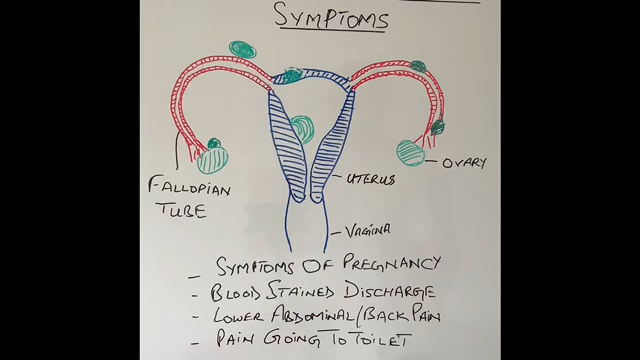 SYMPTOMS
FALLOPIAN
TUBE
OVARY
UTERUS
VAGINA
- SYMPTOMS OF PREGNANCY
- BLOOD STAINED DISCHARGE
- LOWER ABDOMINAL/BACK PAIN
- PAIN GOING TO TOILET